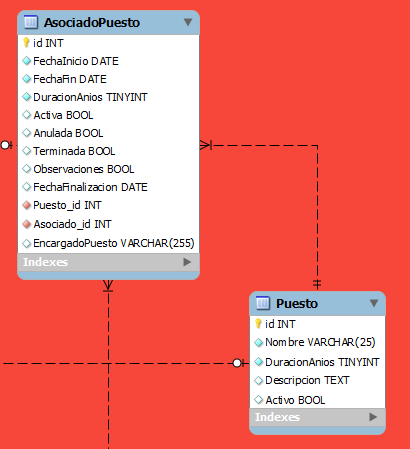 AsociadoPuesto
id INT
FechaInicio DATE
FechaFin DATE
DuracionAnios TINYINT
Activa BOOL
Anulada BOOL
Terminada BOOL
Observaciones BOOL
FechaFinalizacion DATE
Puesto_id INT
Asociado_id INT
EncargadoPuesto VARCHAR(255)
Indexes
Puesto
id INT
Nombre VARCHAR(25)
DuracionAnios TINYINT
Descripcion TEXT
Activo BOOL
Indexes